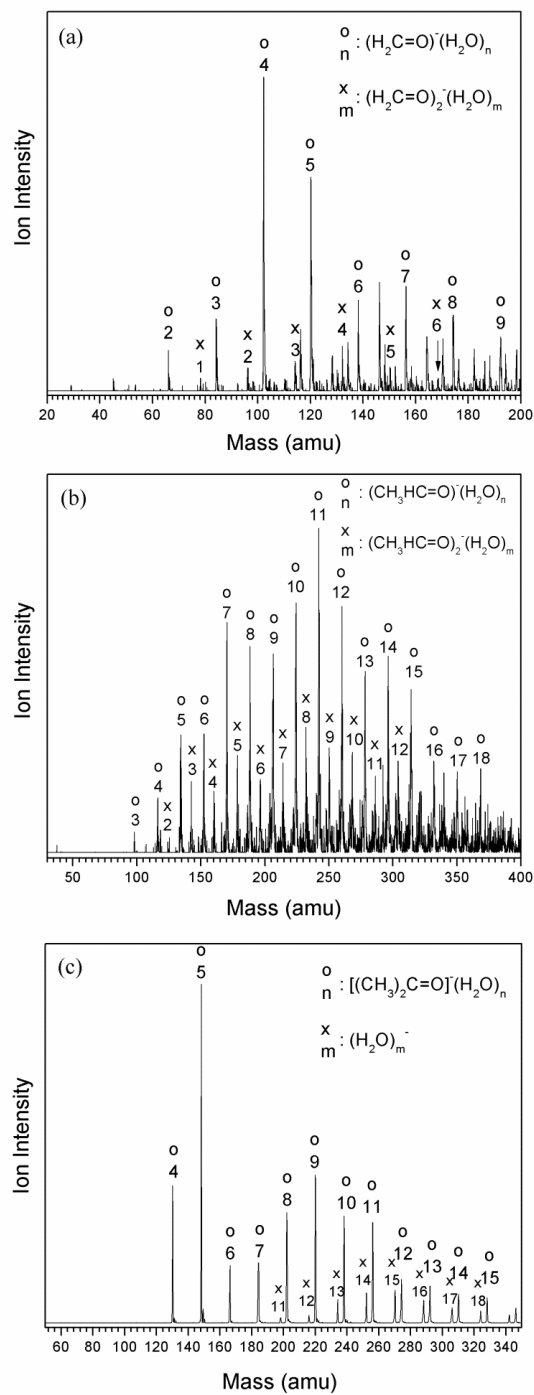 (a)
o
n : (H₂C=O)⁻(H₂O)ₙ
x
m : (H₂C=O)₂⁻(H₂O)ₘ
o o o o o o o o
2 3 4 5 6 7 8 9
x x x x x x
1 2 3 4 5 6
Ion Intensity
20 40 60 80 100 120 140 160 180 200
Mass (amu)
(b)
o
n : (CH₃HC=O)⁻(H₂O)ₙ
x
m : (CH₃HC=O)₂⁻(H₂O)ₘ
o o o o o o o o o o o o o o o o
3 4 5 6 7 8 9 10 11 12 13 14 15 16 17 18
x x x x x x x x x x x
2 3 4 5 6 7 8 9 10 11 12
Ion Intensity
50 100 150 200 250 300 350 400
Mass (amu)
(c)
o
n : [(CH₃)₂C=O]⁻(H₂O)ₙ
x
m : (H₂O)ₘ⁻
o o o o o o o o o o o o
4 5 6 7 8 9 10 11 12 13 14 15
x x x x x x x x
11 12 13 14 15 16 17 18
Ion Intensity
60 80 100 120 140 160 180 200 220 240 260 280 300 320 340
Mass (amu)